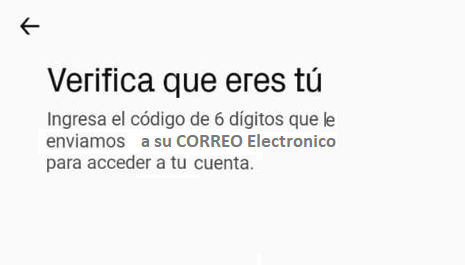 Verifica que eres tú
Ingresa el código de 6 dígitos que le
enviamos a su CORREO Electronico
para acceder a tu cuenta.